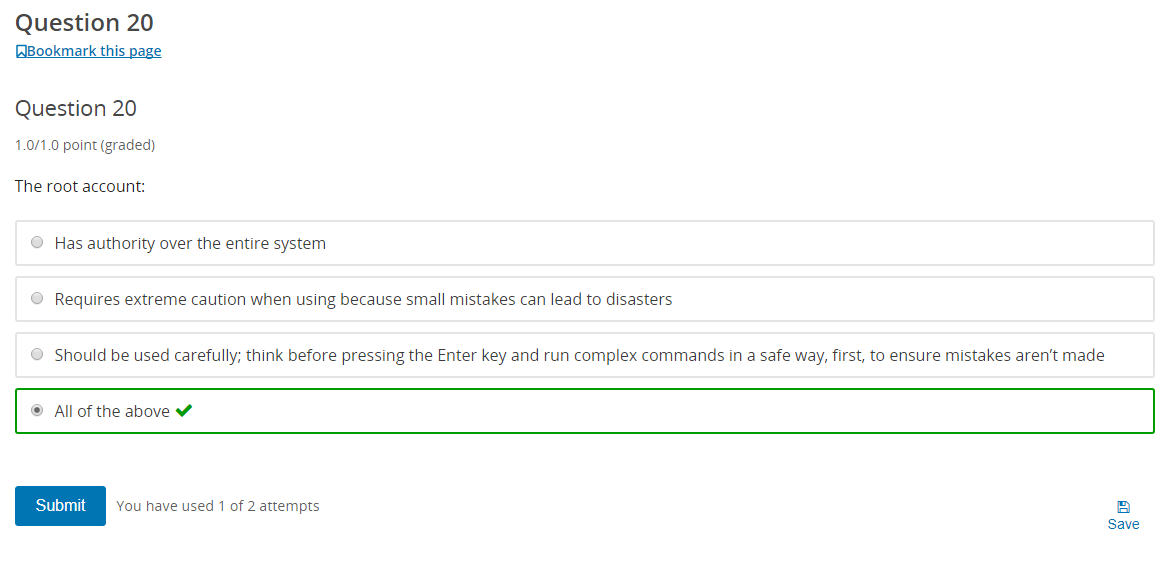 Question 20
Bookmark this page
Question 20
1.0/1.0 point (graded)
The root account:
Has authority over the entire system
Requires extreme caution when using because small mistakes can lead to disasters
Should be used carefully; think before pressing the Enter key and run complex commands in a safe way, first, to ensure mistakes aren’t made
All of the above
Submit You have used 1 of 2 attempts
Save